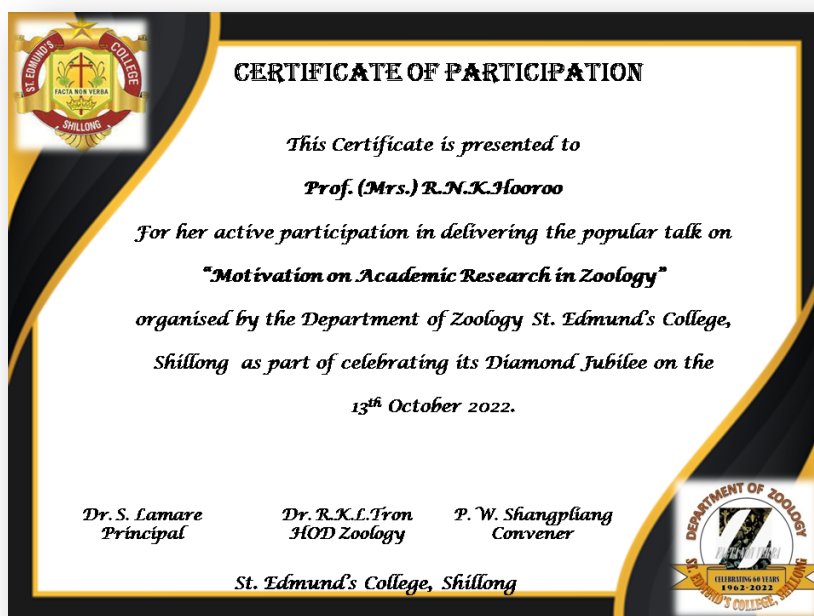 ST. EDMUND'S COLLEGE
FACTA NON VERBA
SHILLONG
CERTIFICATE OF PARTICIPATION
This Certificate is presented to
Prof. (Mrs.) R.N.K.Hooroo
For her active participation in delivering the popular talk on
“Motivation on Academic Research in Zoology”
organised by the Department of Zoology St. Edmund's College,
Shillong as part of celebrating its Diamond Jubilee on the
13th October 2022.
Dr. S. Lamare
Principal
Dr. R.K.L.Tron
HOD Zoology
P. W. Shangpliang
Convener
St. Edmund's College, Shillong
DEPARTMENT OF ZOOLOGY
FACTA NON VERBA
CELEBRATING 60 YEARS
1962-2022
ST. EDMUND'S COLLEGE, SHILLONG